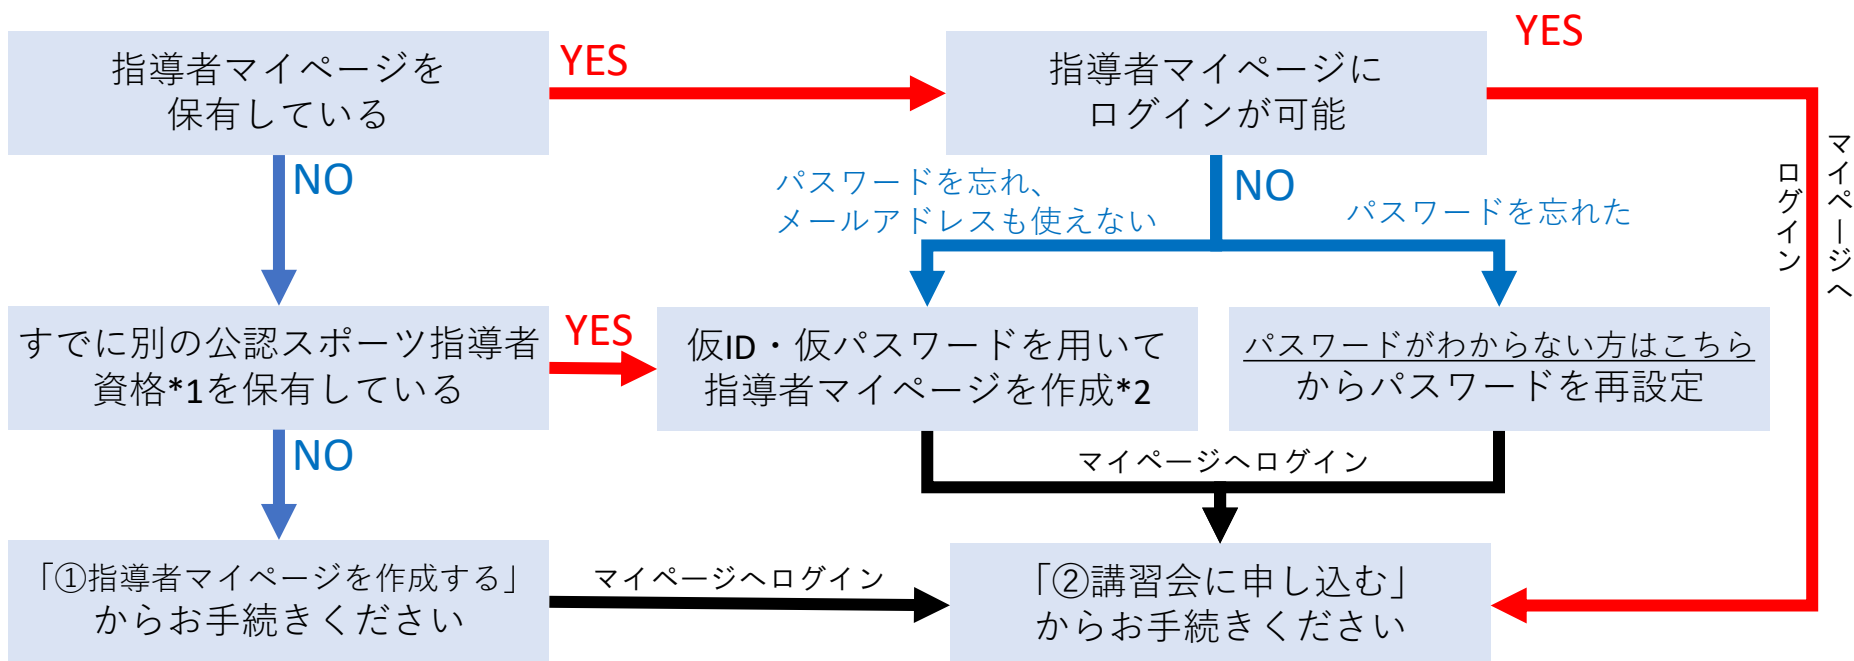 指導者マイページを
保有している
YES
指導者マイページに
ログインが可能
YES
マイページへ
ログイン
NO
パスワードを忘れ、
メールアドレスも使えない
NO
パスワードを忘れた
すでに別の公認スポーツ指導者
資格*1を保有している
YES
仮ID・仮パスワードを用いて
指導者マイページを作成*2
パスワードがわからない方はこちら
からパスワードを再設定
NO
マイページへログイン
「①指導者マイページを作成する」
からお手続きください
マイページへログイン
「②講習会に申し込む」
からお手続きください